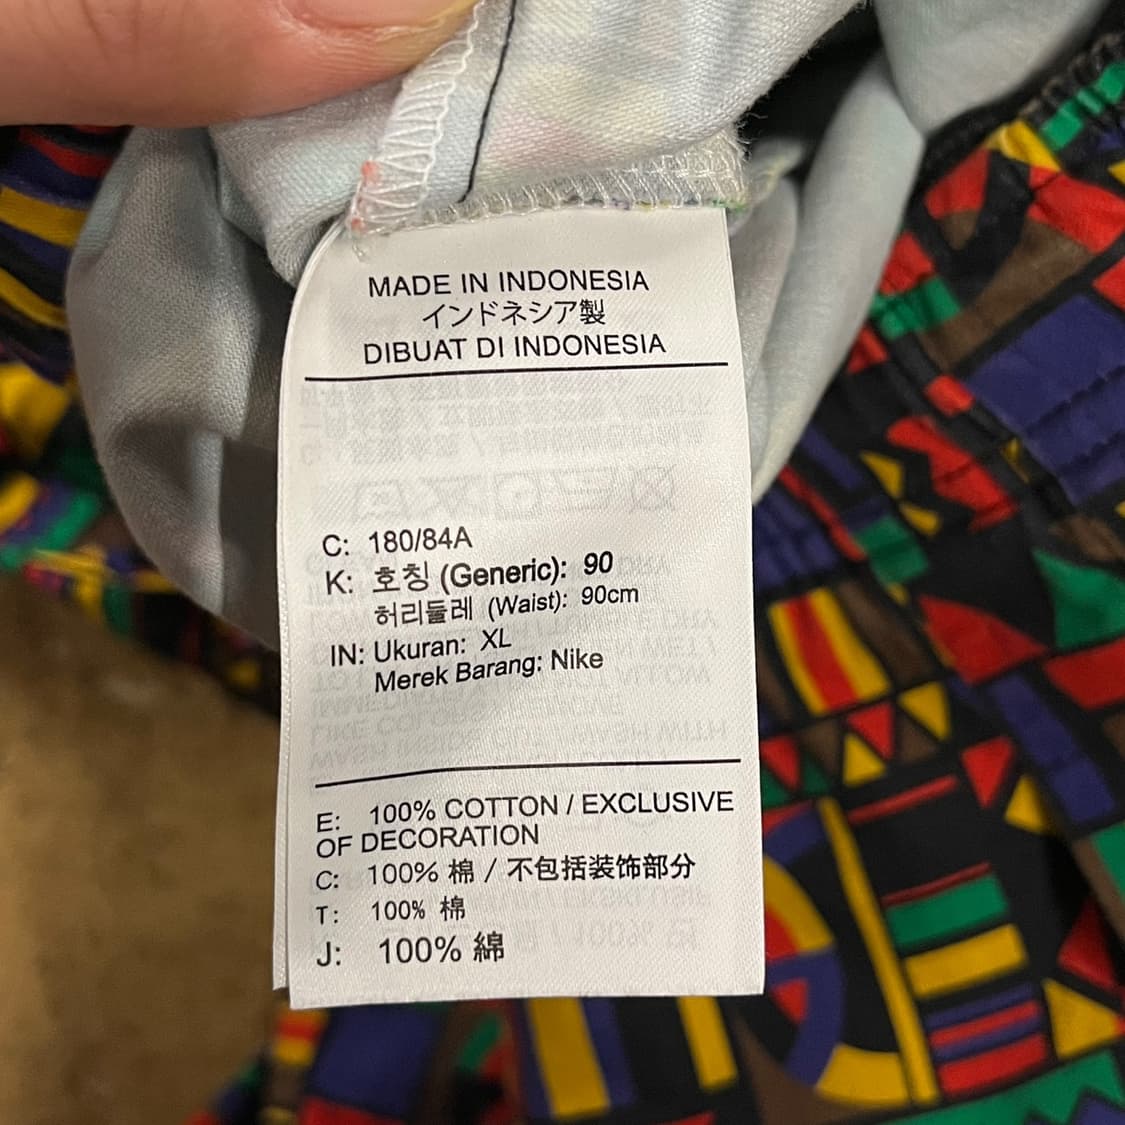 MADE IN INDONESIA
インドネシア製
DIBUAT DI INDONESIA
C: 180/84A
K: 호칭 (Generic): 90
허리둘레 (Waist): 90cm
IN: Ukuran: XL
Merek Barang: Nike
E: 100% COTTON / EXCLUSIVE
OF DECORATION
C: 100% 棉 / 不包括装饰部分
T: 100% 棉
J: 100% 綿